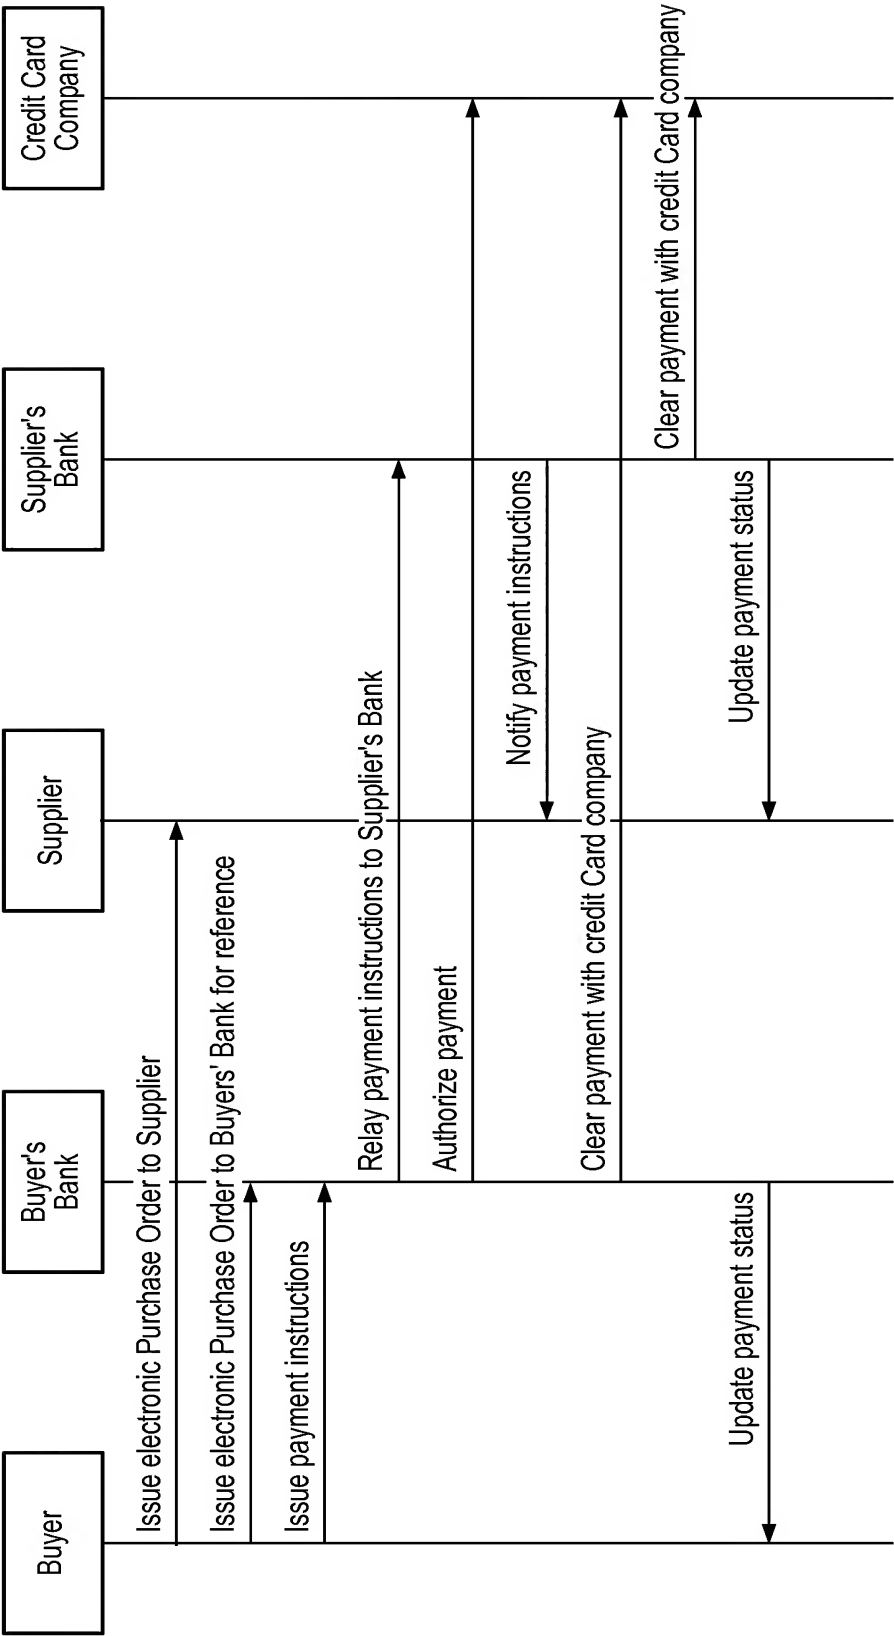 Buyer
Buyer's
Bank
Supplier
Supplier's
Bank
Credit Card
Company
Issue electronic Purchase Order to Supplier
Issue electronic Purchase Order to Buyers' Bank for reference
Issue payment instructions
Relay payment instructions to Supplier's Bank
Authorize payment
Notify payment instructions
Clear payment with credit Card company
Clear payment with credit Card company
Update payment status
Update payment status